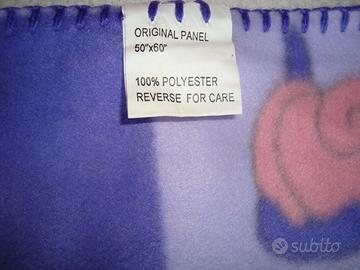 ORIGINAL PANEL
50"x60"
100% POLYESTER
REVERSE FOR CARE
subito